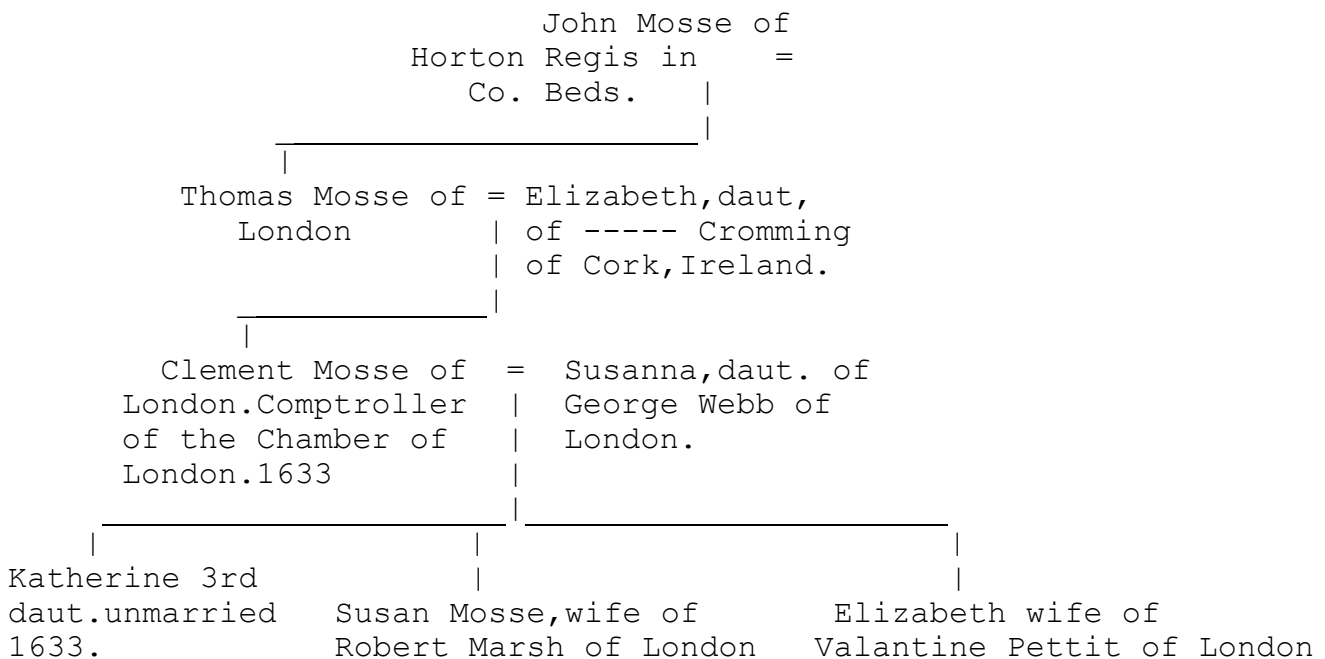 John Mosse of
Horton Regis in =
Co. Beds.
Thomas Mosse of = Elizabeth,daut,
London of ----- Cromming
of Cork,Ireland.
Clement Mosse of = Susanna,daut. of
London.Comptroller George Webb of
of the Chamber of London.
London.1633
Katherine 3rd
daut.unmarried Susan Mosse,wife of Elizabeth wife of
1633. Robert Marsh of London Valantine Pettit of London